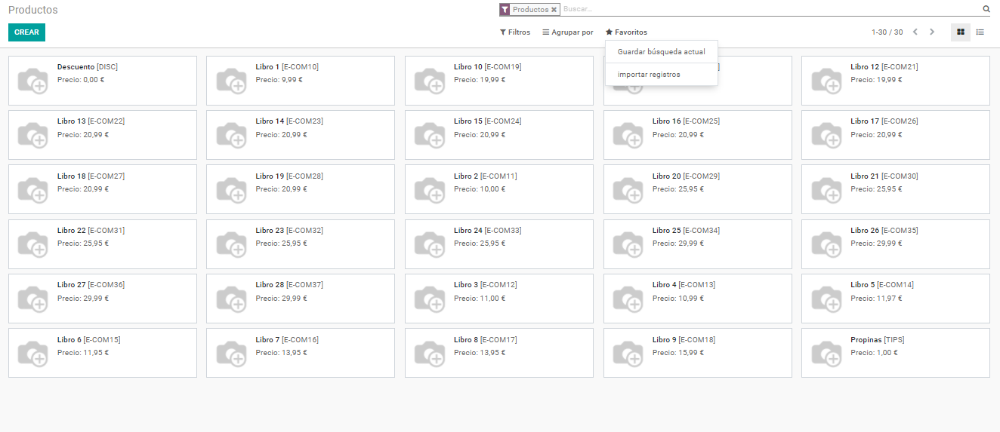 Productos
Productos ✖ Buscar...
CREAR
Filtros Agrupar por Favoritos 1-30 / 30
Guardar búsqueda actual
importar registros
Descuento [DISC]
Precio: 0,00 €
Libro 1 [E-COM10]
Precio: 9,99 €
Libro 10 [E-COM19]
Precio: 19,99 €
]
Libro 12 [E-COM21]
Precio: 19,99 €
Libro 13 [E-COM22]
Precio: 20,99 €
Libro 14 [E-COM23]
Precio: 20,99 €
Libro 15 [E-COM24]
Precio: 20,99 €
Libro 16 [E-COM25]
Precio: 20,99 €
Libro 17 [E-COM26]
Precio: 20,99 €
Libro 18 [E-COM27]
Precio: 20,99 €
Libro 19 [E-COM28]
Precio: 20,99 €
Libro 2 [E-COM11]
Precio: 10,00 €
Libro 20 [E-COM29]
Precio: 25,95 €
Libro 21 [E-COM30]
Precio: 25,95 €
Libro 22 [E-COM31]
Precio: 25,95 €
Libro 23 [E-COM32]
Precio: 25,95 €
Libro 24 [E-COM33]
Precio: 25,95 €
Libro 25 [E-COM34]
Precio: 29,99 €
Libro 26 [E-COM35]
Precio: 29,99 €
Libro 27 [E-COM36]
Precio: 29,99 €
Libro 28 [E-COM37]
Precio: 29,99 €
Libro 3 [E-COM12]
Precio: 11,00 €
Libro 4 [E-COM13]
Precio: 10,99 €
Libro 5 [E-COM14]
Precio: 11,97 €
Libro 6 [E-COM15]
Precio: 11,95 €
Libro 7 [E-COM16]
Precio: 13,95 €
Libro 8 [E-COM17]
Precio: 13,95 €
Libro 9 [E-COM18]
Precio: 15,99 €
Propinas [TIPS]
Precio: 1,00 €